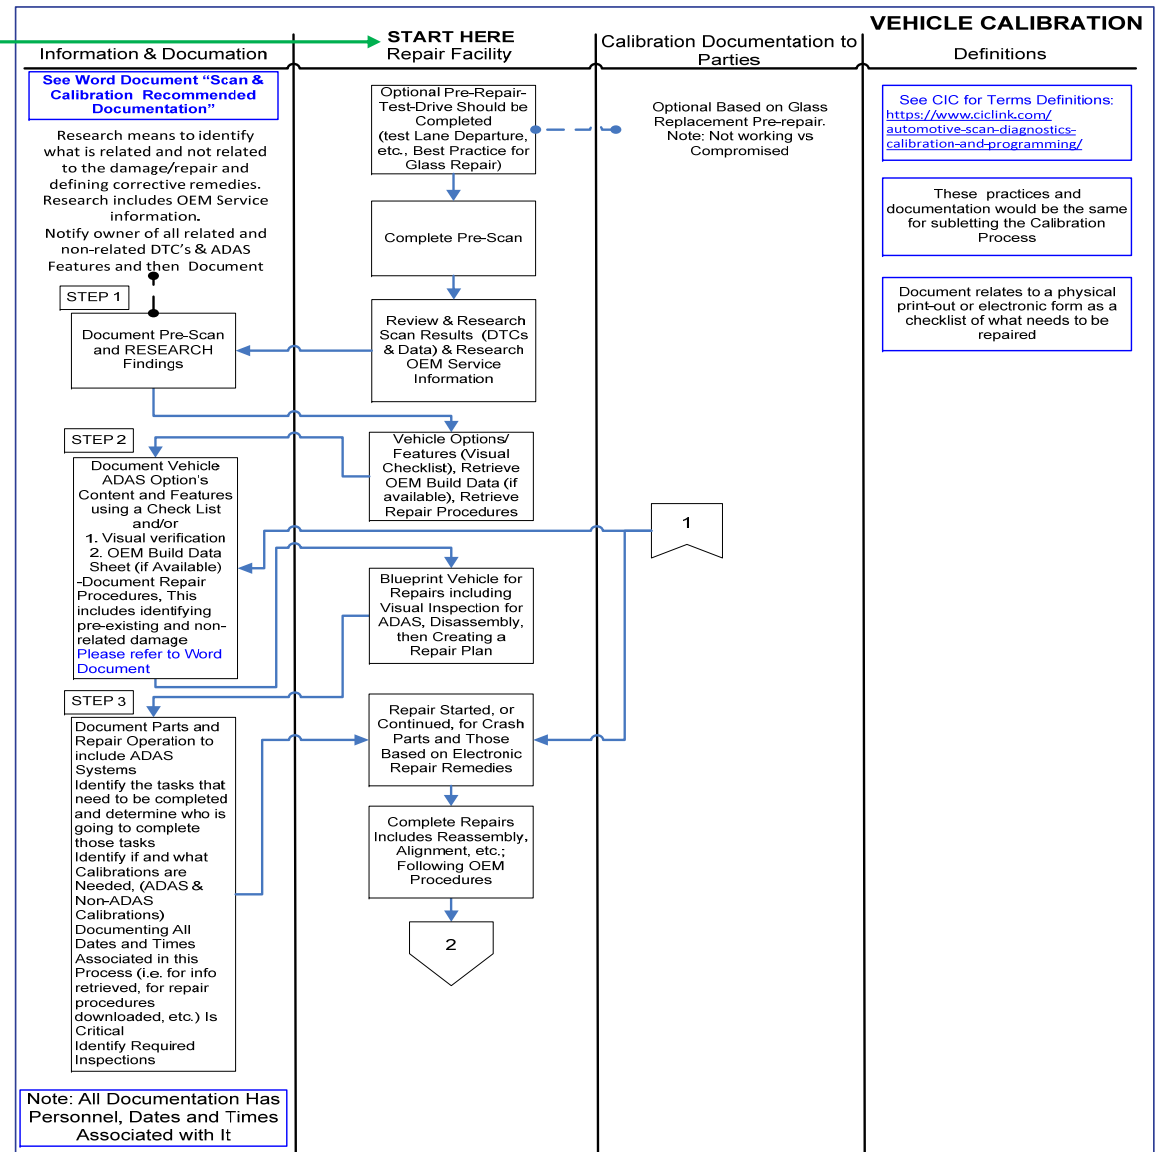 VEHICLE CALIBRATION
Information & Documation
START HERE
Repair Facility
Calibration Documentation to
Parties
Definitions
See Word Document “Scan &
Calibration  Recommended
Documentation”
Research means to identify
what is related and not related
to the damage/repair and
defining corrective remedies.
Research includes OEM Service
information.
Notify owner of all related and
non-related DTC's & ADAS
Features and then  Document
STEP 1
Document Pre-Scan
and RESEARCH
Findings
STEP 2
Document Vehicle
ADAS Option's
Content and Features
using a Check List
and/or
1. Visual verification
2. OEM Build Data
Sheet (if Available)
-Document Repair
Procedures, This
includes identifying
pre-existing and non-
related damage
Please refer to Word
Document
STEP 3
Document Parts and
Repair Operation to
include ADAS
Systems
Identify the tasks that
need to be completed
and determine who is
going to complete
those tasks
Identify if and what
Calibrations are
Needed, (ADAS &
Non-ADAS
Calibrations)
Documenting All
Dates and Times
Associated in this
Process (i.e. for info
retrieved, for repair
procedures
downloaded, etc.) Is
Critical
Identify Required
Inspections
Note: All Documentation Has
Personnel, Dates and Times
Associated with It
Optional Pre-Repair-
Test-Drive Should be
Completed
(test Lane Departure,
etc., Best Practice for
Glass Repair)
Complete Pre-Scan
Review & Research
Scan Results  (DTCs
& Data) & Research
OEM Service
Information
Vehicle Options/
Features (Visual
Checklist), Retrieve
OEM Build Data (if
available), Retrieve
Repair Procedures
Blueprint Vehicle for
Repairs including
Visual Inspection for
ADAS, Disassembly,
then Creating a
Repair Plan
Repair Started, or
Continued, for Crash
Parts and Those
Based on Electronic
Repair Remedies
Complete Repairs
Includes Reassembly,
Alignment, etc.;
Following OEM
Procedures
2
Optional Based on Glass
Replacement Pre-repair.
Note: Not working vs
Compromised
1
See CIC for Terms Definitions:
https://www.ciclink.com/
automotive-scan-diagnostics-
calibration-and-programming/
These  practices and
documentation would be the same
for subletting the Calibration
Process
Document relates to a physical
print-out or electronic form as a
checklist of what needs to be
repaired